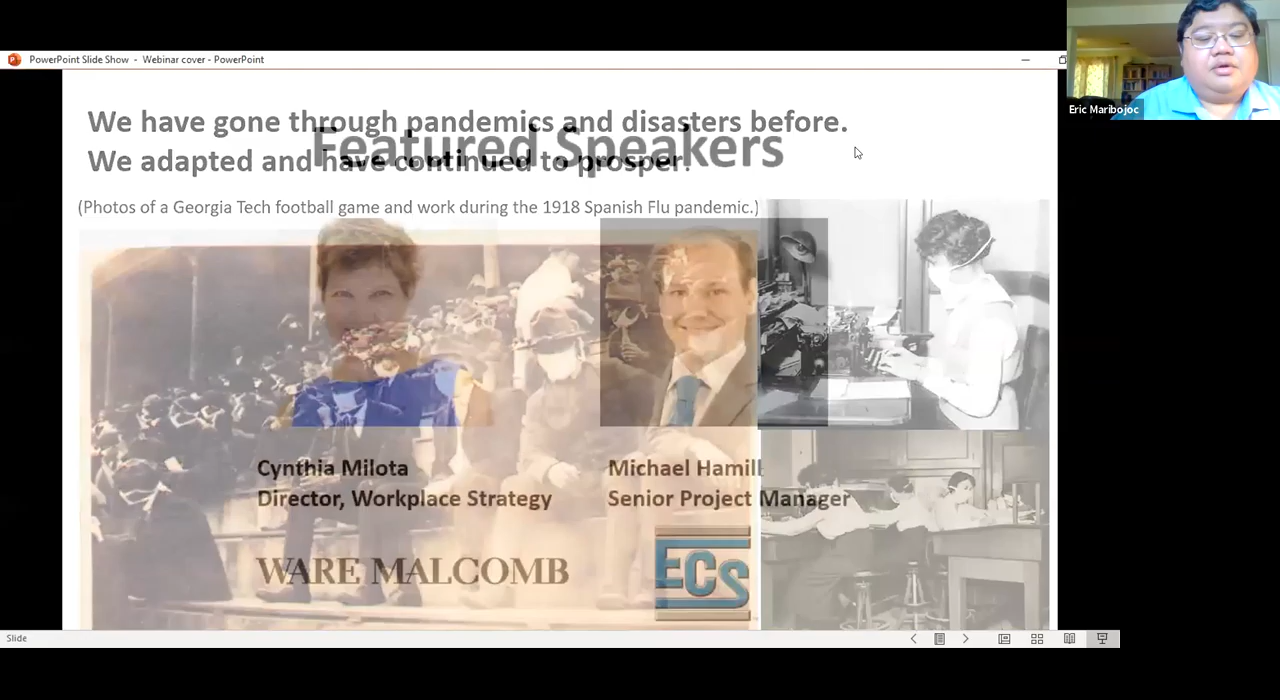 PowerPoint Slide Show - Webinar cover - PowerPoint
Eric Maribojoc
We have gone through pandemics and disasters before.
Featured Speakers
We adapted and have continued to prosper.
(Photos of a Georgia Tech football game and work during the 1918 Spanish Flu pandemic.)
Cynthia Milota
Director, Workplace Strategy
WARE MALCOMB
Michael Hamill
Senior Project Manager
ECS
Slide